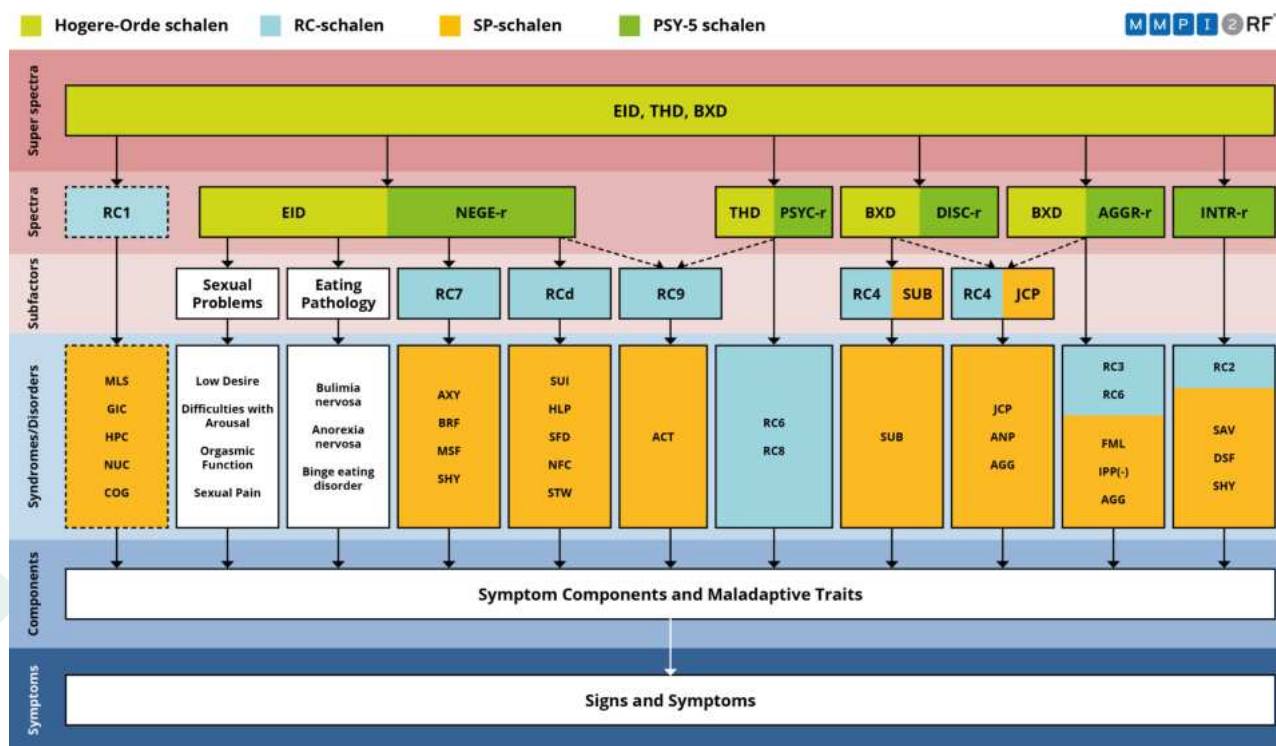 Hogere-Orde schalen RC-schalen SP-schalen PSY-5 schalen MMPI 2 RF
Super spectra
EID, THD, BXD
Spectra
RC1 EID NEGE-r THD PSYC-r BXD DISC-r BXD AGGR-r INTR-r
Subfactors
Sexual
Problems
Eating
Pathology
RC7 RCd RC9 RC4 SUB RC4 JCP
Syndromes/Disorders
MLS
GIC
HPC
NUC
COG
Low Desire
Difficulties with
Arousal
Orgasmic
Function
Sexual Pain
Bulimia
nervosa
Anorexia
nervosa
Binge eating
disorder
AXY
BRF
MSF
SHY
SUI
HLP
SFD
NFC
STW
ACT
RC6
RC8
SUB
JCP
ANP
AGG
RC3
RC6
FML
IPP(-)
AGG
RC2
SAV
DSF
SHY
Components
Symptom Components and Maladaptive Traits
Symptoms
Signs and Symptoms